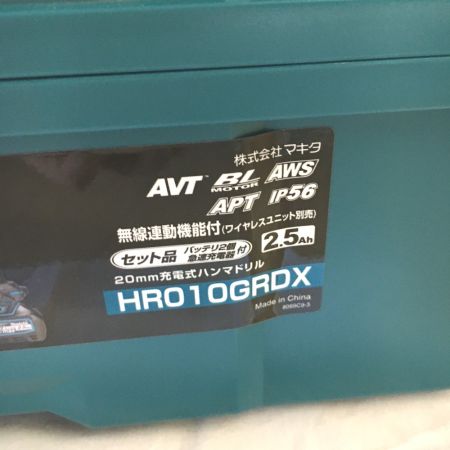 株式会社マキタ
AVT BL MOTOR AWS
APT IP56
無線連動機能付(ワイヤレスユニット別売)
セット品 バッテリ2個 急速充電器付 2.5Ah
20mm充電式ハンマドリル
HR010GRDX
Made in China